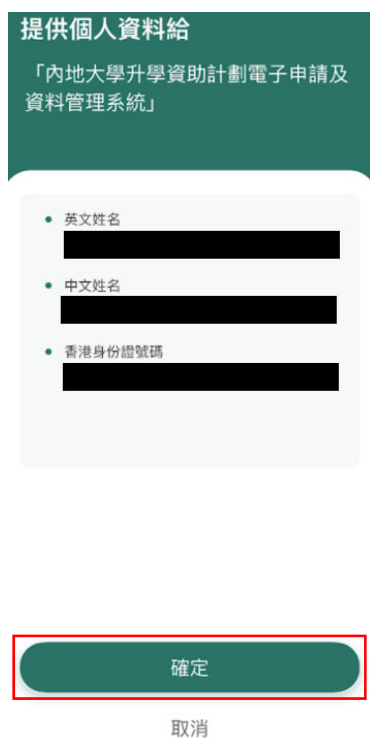 提供個人資料給
「內地大學升學資助計劃電子申請及
資料管理系統」
英文姓名
中文姓名
香港身份證號碼
確定
取消